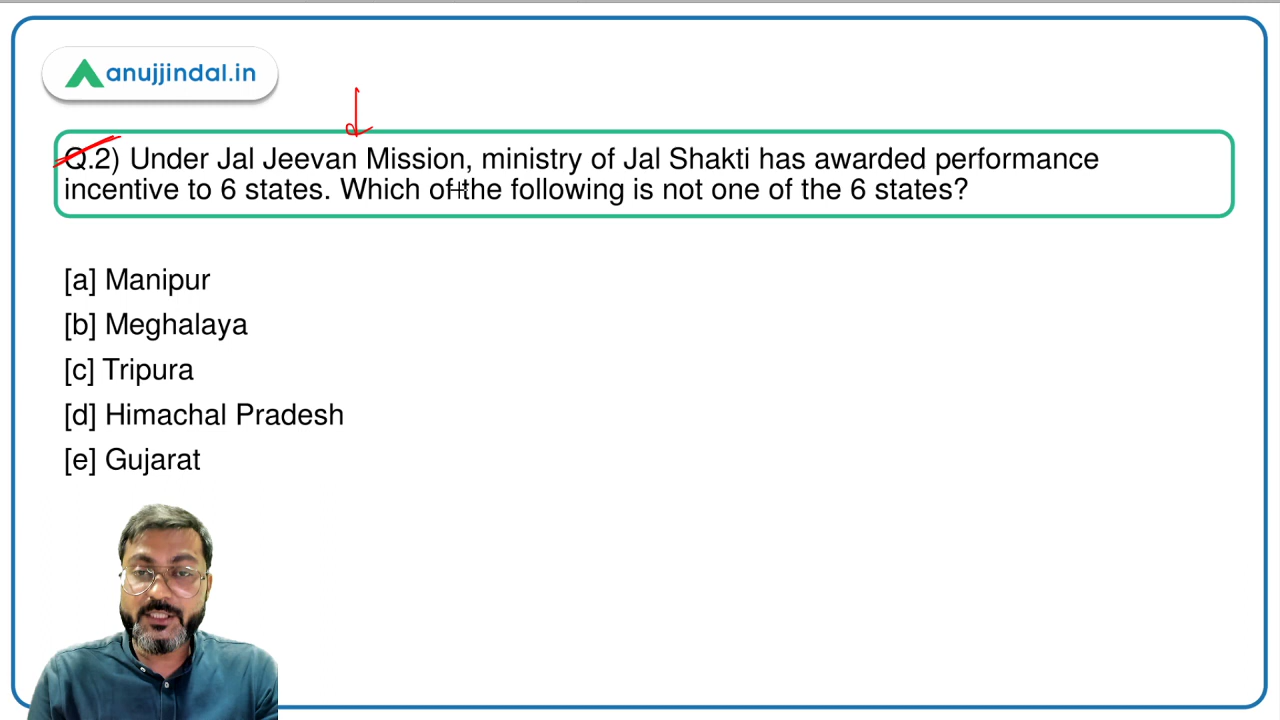 anujjindal.in
Q.2) Under Jal Jeevan Mission, ministry of Jal Shakti has awarded performance
incentive to 6 states. Which of the following is not one of the 6 states?
[a] Manipur
[b] Meghalaya
[c] Tripura
[d] Himachal Pradesh
[e] Gujarat